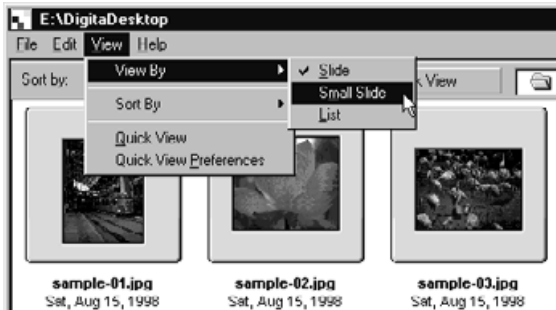 E:\DigitaDesktop
File Edit View Help
Sort by:
View By
Slide
k View
Small Slide
Sort By
List
Quick View
Quick View Preferences
sample-01.jpg sample-02.jpg sample-03.jpg
Sat, Aug 15, 1998 Sat, Aug 15, 1998 Sat, Aug 15, 1998